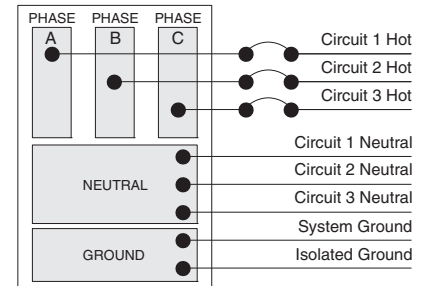 PHASE PHASE PHASE
A B C
Circuit 1 Hot
Circuit 2 Hot
Circuit 3 Hot
Circuit 1 Neutral
Circuit 2 Neutral
NEUTRAL
Circuit 3 Neutral
System Ground
GROUND
Isolated Ground